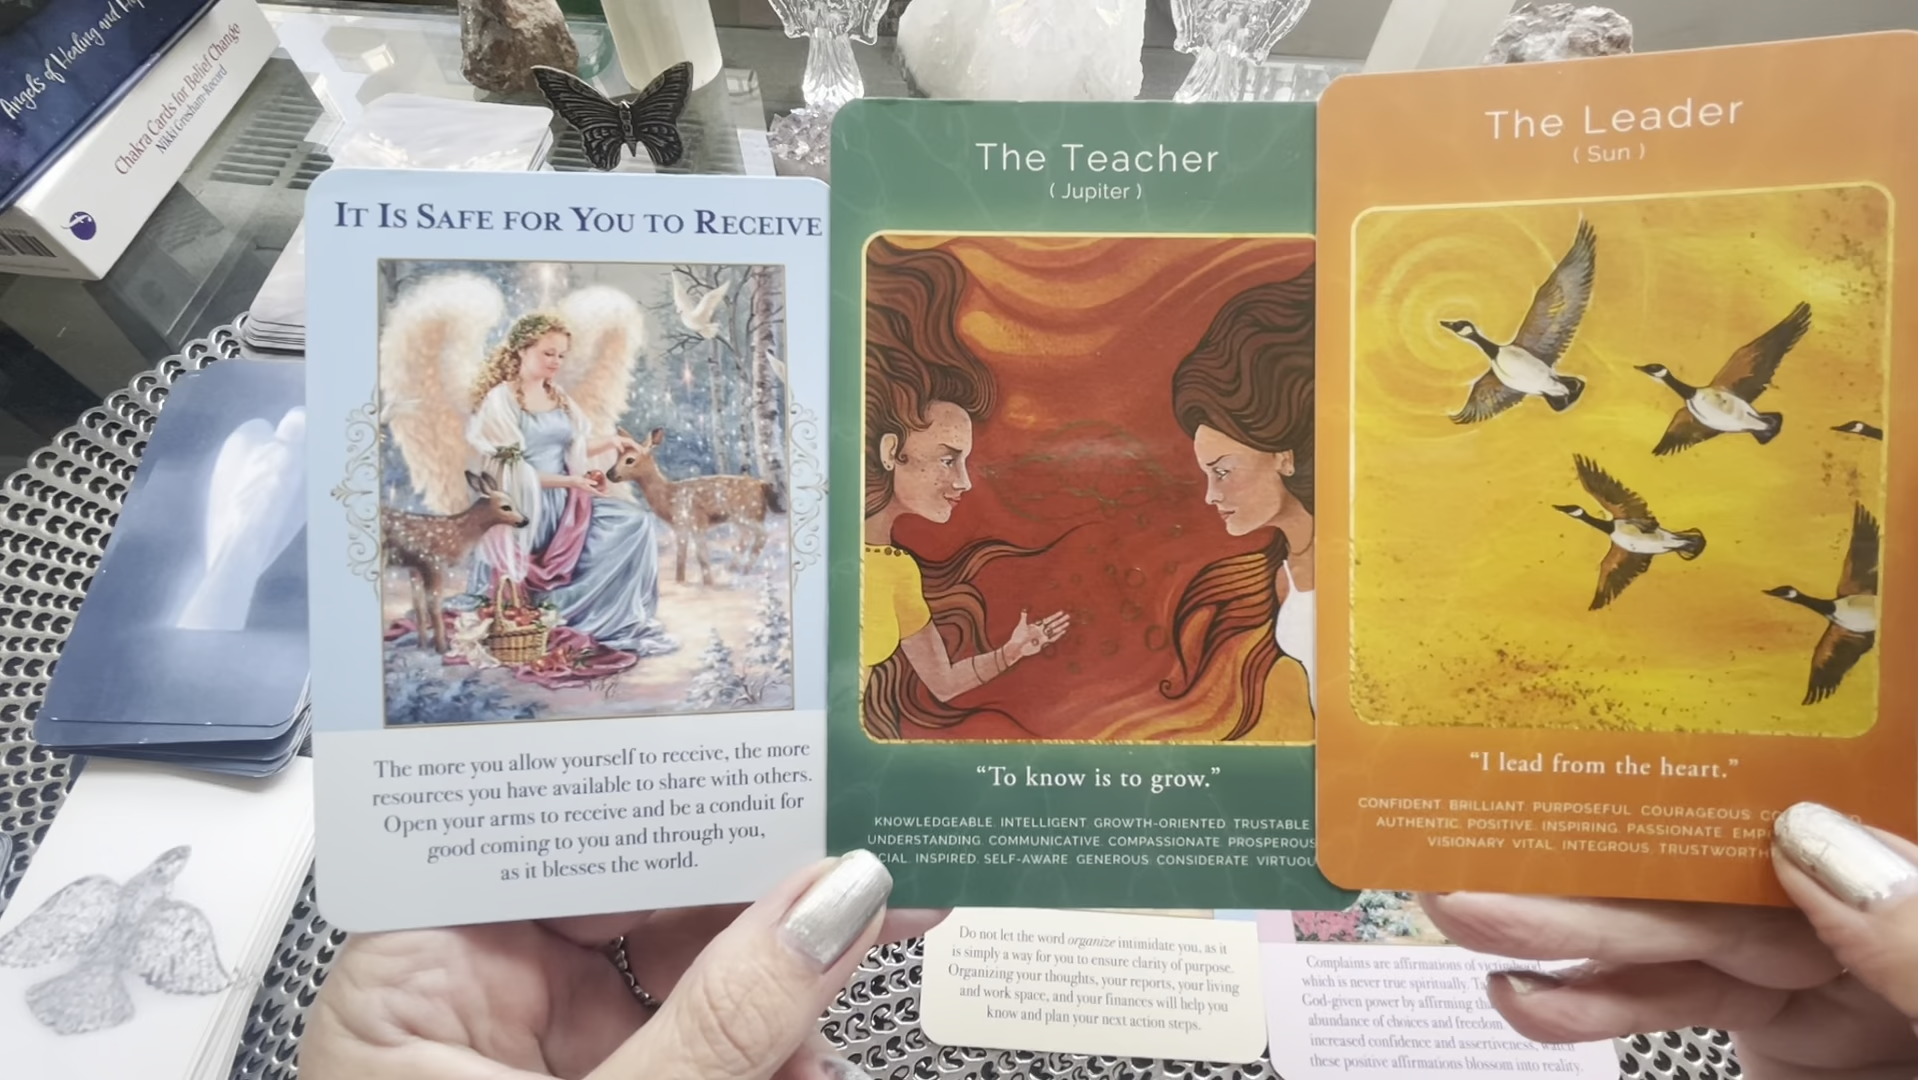 Angels of Healing and
Chakra Cards for Belief Change
Nikki Gresham-Record
IT IS SAFE FOR YOU TO RECEIVE
The more you allow yourself to receive, the more
resources you have available to share with others.
Open your arms to receive and be a conduit for
good coming to you and through you,
as it blesses the world.
The Teacher
( Jupiter )
“To know is to grow.”
KNOWLEDGEABLE. INTELLIGENT. GROWTH-ORIENTED. TRUSTABLE
UNDERSTANDING. COMMUNICATIVE. COMPASSIONATE. PROSPEROUS
INSPIRED. SELF-AWARE. GENEROUS. CONSIDERATE.
The Leader
( Sun )
“I lead from the heart.”
CONFIDENT. BRILLIANT. PURPOSEFUL. COURAGEOUS.
AUTHENTIC. POSITIVE. INSPIRING. PASSIONATE.
VISIONARY. VITAL. INTEGROUS.
Do not let the word organize intimidate you, as it
is simply a way for you to ensure clarity of purpose.
Organizing your thoughts, your reports, your living
and work space, and your finances will help you
know and plan your next action steps.
Complaints are affirmations of victimhood,
which is never true spiritually.
God-given power by affirming
abundance of choices and freedom.
increased confidence and assertiveness, watch
these positive affirmations blossom into reality.